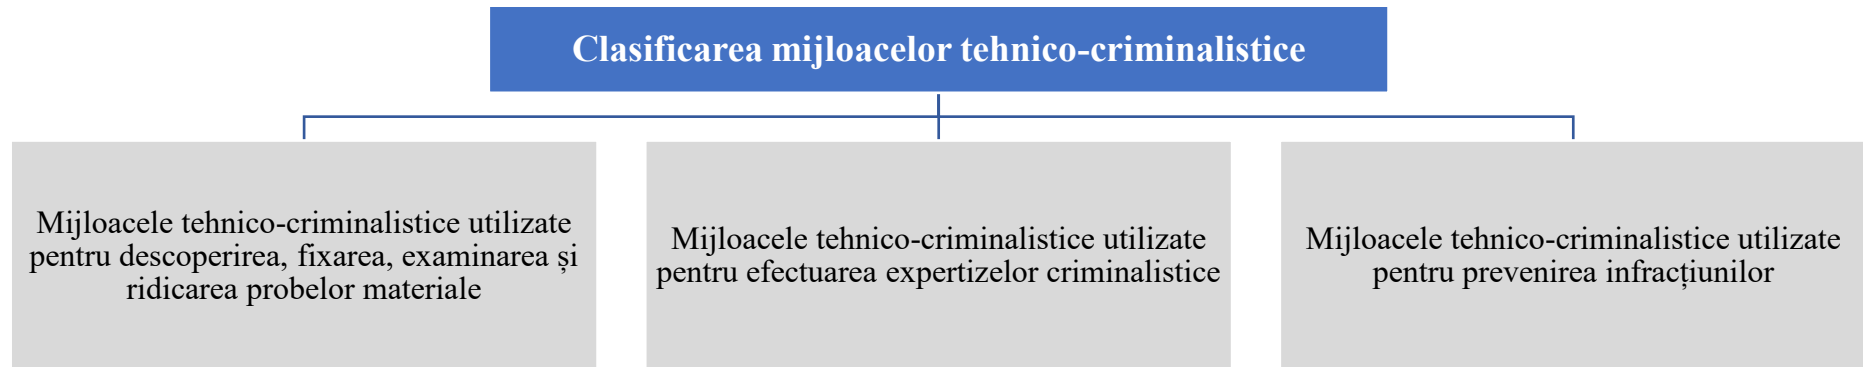 Clasificarea mijloacelor tehnico-criminalistice
Mijloacele tehnico-criminalistice utilizate
pentru descoperirea, fixarea, examinarea și
ridicarea probelor materiale
Mijloacele tehnico-criminalistice utilizate
pentru efectuarea expertizelor criminalistice
Mijloacele tehnico-criminalistice utilizate
pentru prevenirea infracțiunilor